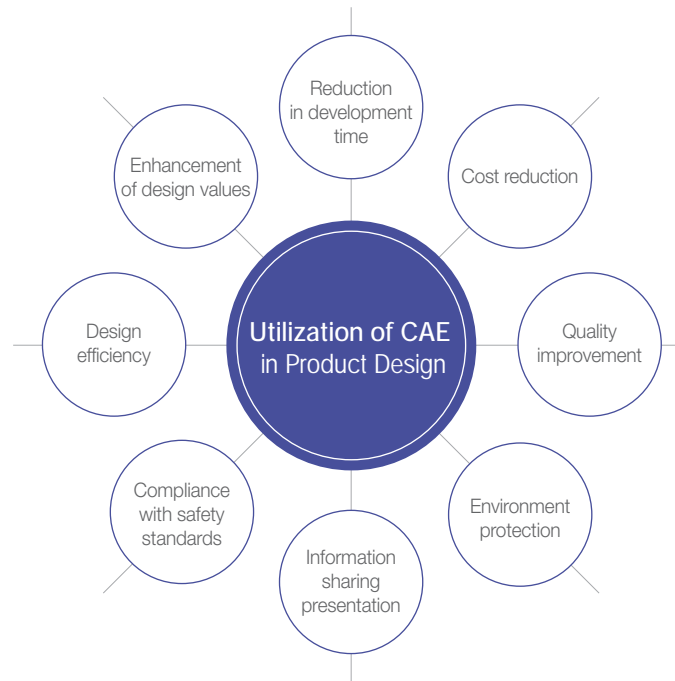 Reduction
in development
time
Cost reduction
Quality
improvement
Environment
protection
Information
sharing
presentation
Compliance
with safety
standards
Design
efficiency
Enhancement
of design values
Utilization of CAE
in Product Design